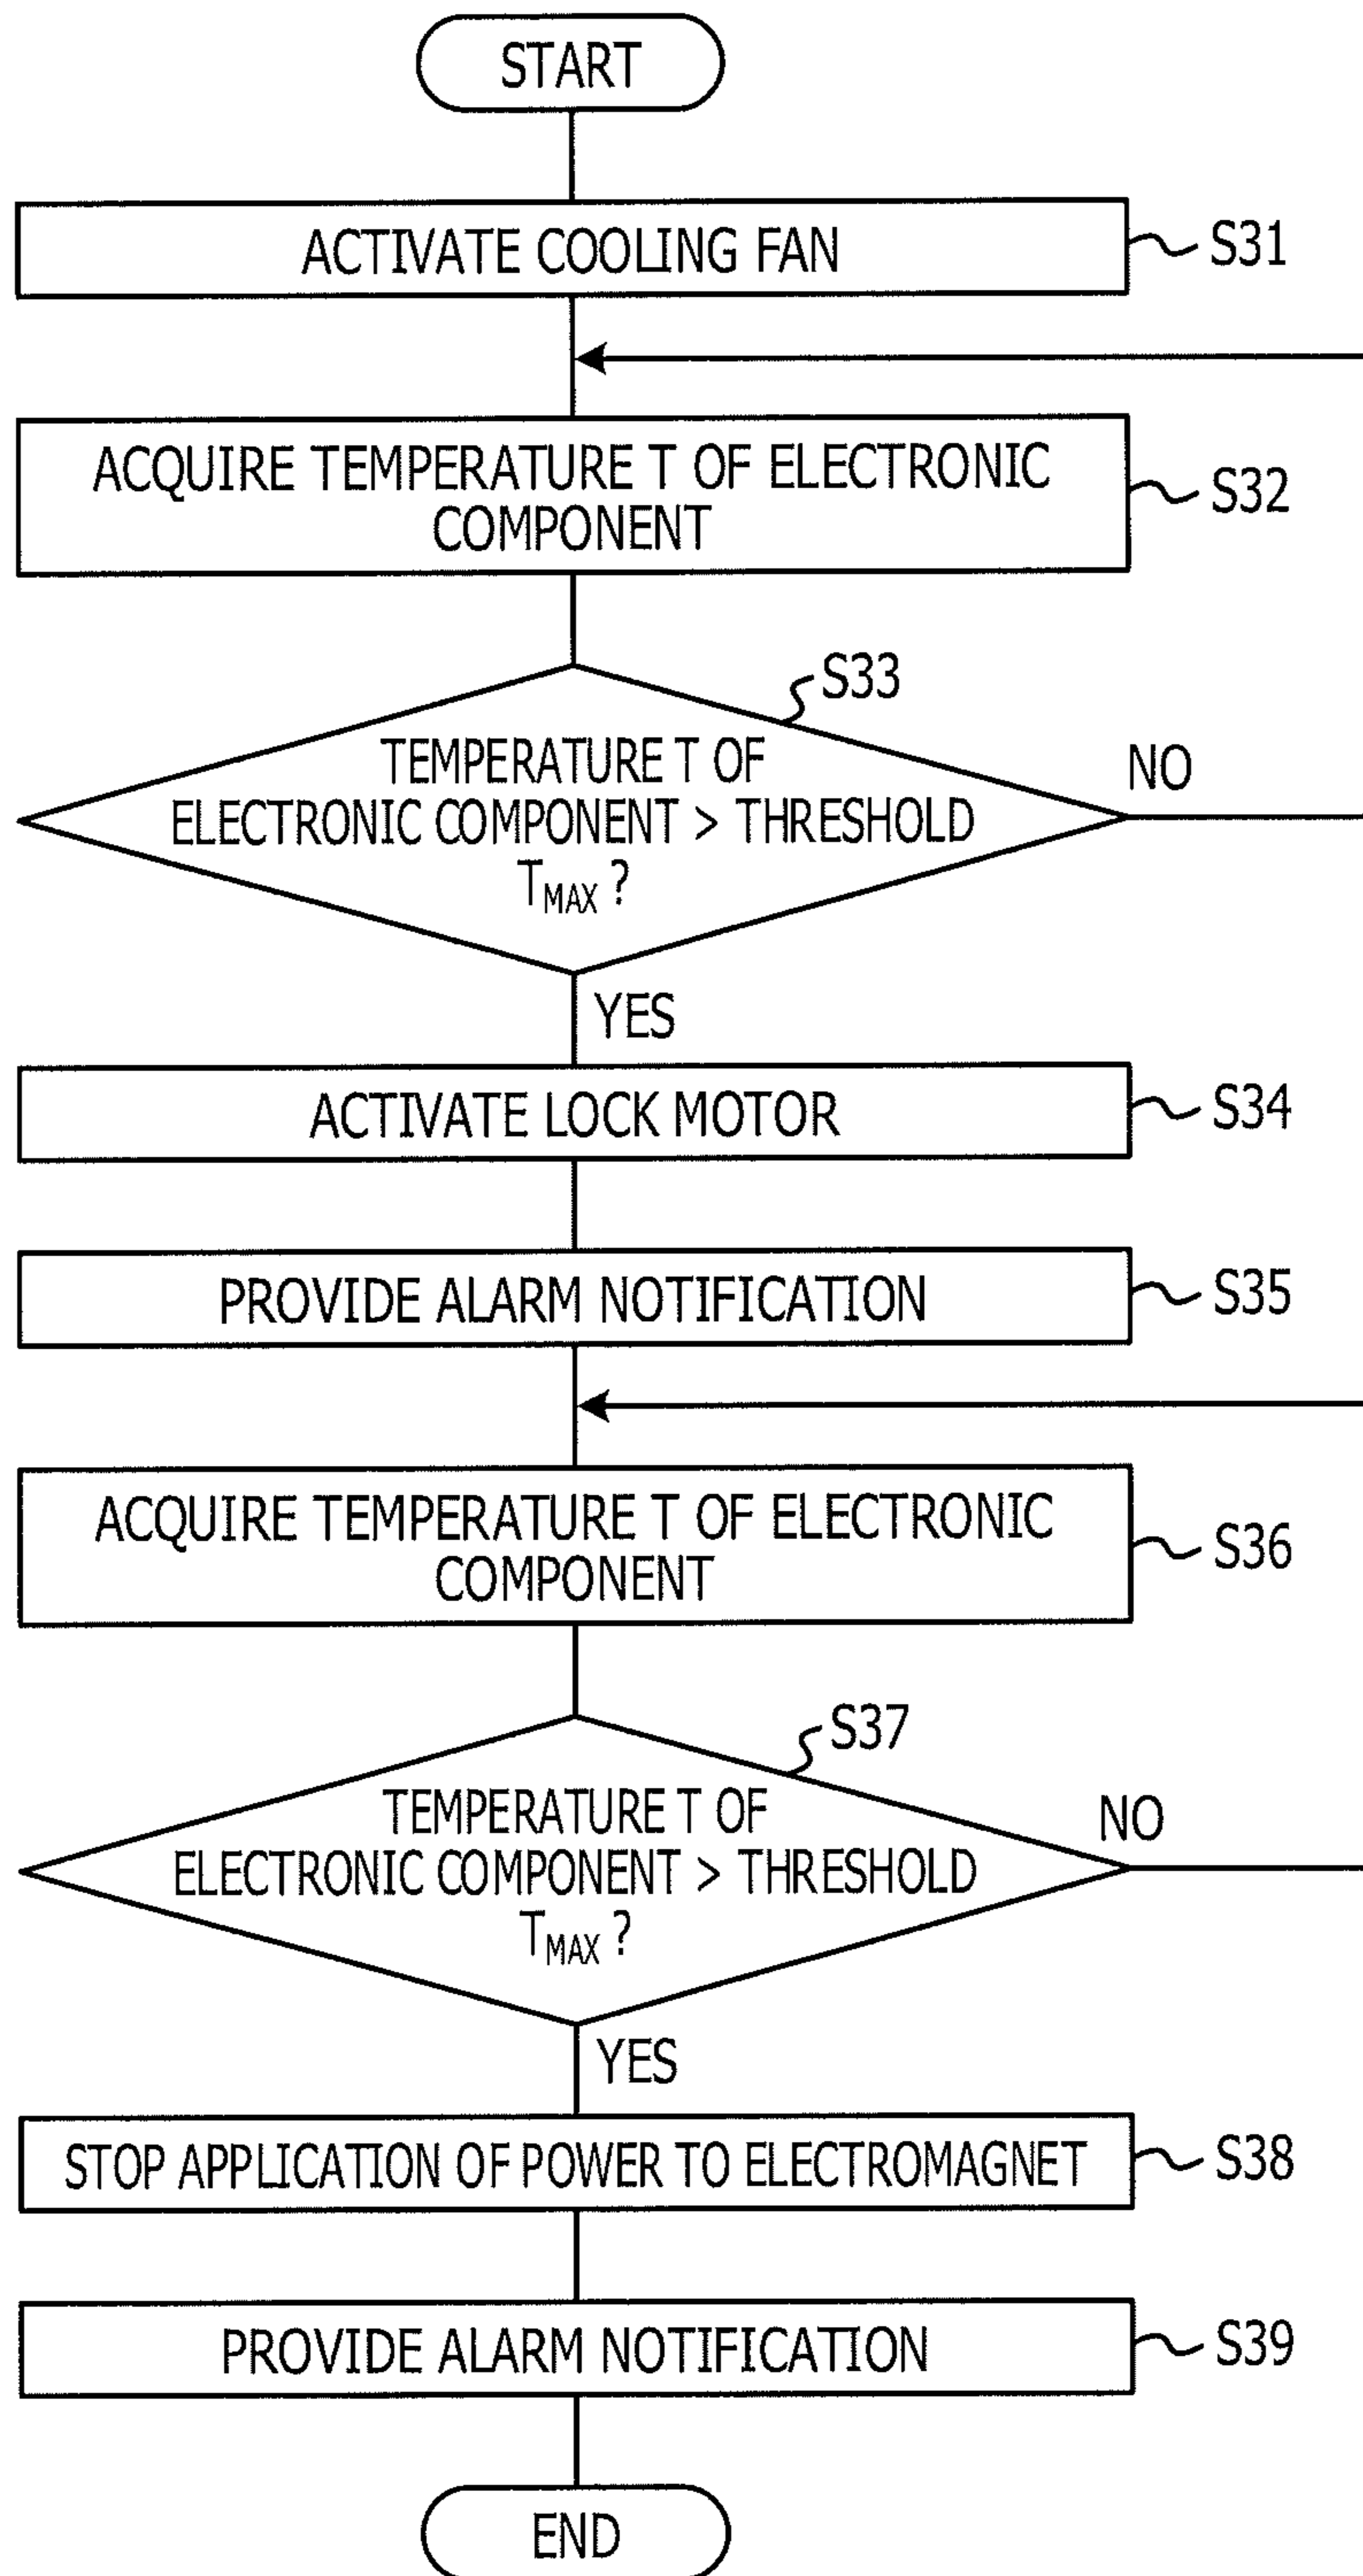 START
ACTIVATE COOLING FAN
S31
ACQUIRE TEMPERATURE T OF ELECTRONIC
COMPONENT
S32
S33
TEMPERATURE T OF
ELECTRONIC COMPONENT > THRESHOLD
TMAX ?
NO
YES
ACTIVATE LOCK MOTOR
S34
PROVIDE ALARM NOTIFICATION
S35
ACQUIRE TEMPERATURE T OF ELECTRONIC
COMPONENT
S36
S37
TEMPERATURE T OF
ELECTRONIC COMPONENT > THRESHOLD
TMAX ?
NO
YES
STOP APPLICATION OF POWER TO ELECTROMAGNET
S38
PROVIDE ALARM NOTIFICATION
S39
END